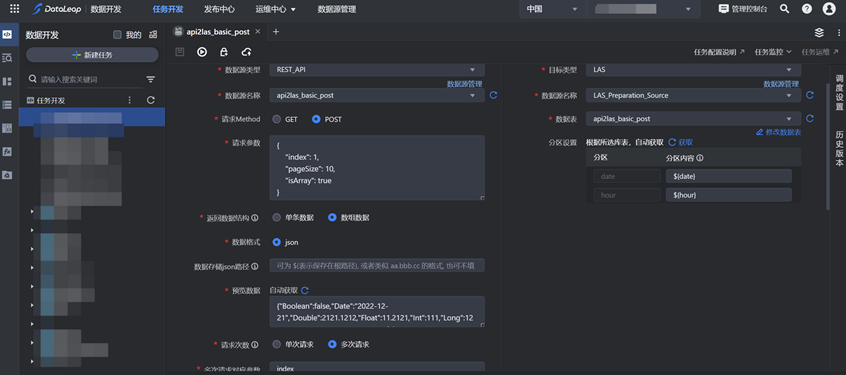 DataLeap 数据开发 任务开发 发布中心 运维中心 数据源管理 中国 管理控制台
数据开发 我的
新建任务
请输入搜索关键词
任务开发
api2las_basic_post
任务配置说明 任务监控 任务运维
调度设置
历史版本
* 数据源类型 REST_API
数据源管理
* 数据源名称 api2las_basic_post
* 请求Method GET POST
* 请求参数
{
"index": 1,
"pageSize": 10,
"isArray": true
}
* 返回数据结构 单条数据 数组数据
* 数据格式 json
数据存储json路径 可为 $(表示保存在根路径), 或者类似 aa.bbb.cc 的格式, 也可不填
* 预览数据 自动获取
{"Boolean":false,"Date":"2022-12-
21","Double":2121.1212,"Float":11.2121,"Int":111,"Long":12
* 请求次数 单次请求 多次请求
* 多次请求对应参数 index
* 目标类型 LAS
数据源管理
* 数据源名称 LAS_Preparation_Source
* 数据表 api2las_basic_post
修改数据表
分区设置 根据所选库表，自动获取 获取
分区 分区内容
date ${date}
hour ${hour}